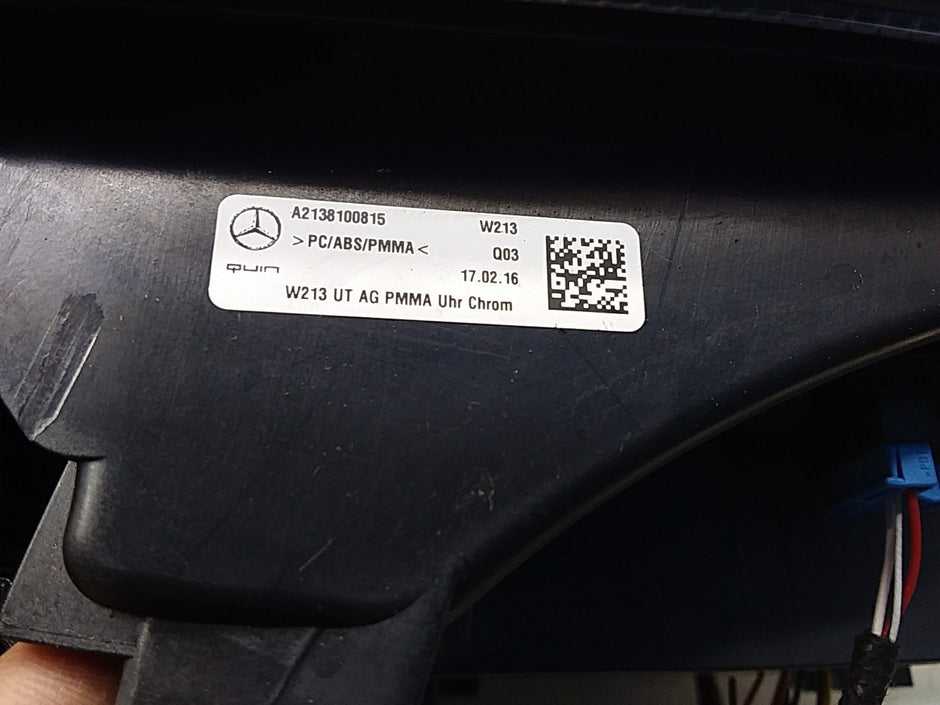 A2138100815 W213
>PC/ABS/PMMA< Q03
QUIN 17.02.16
W213 UT AG PMMA Uhr Chrom